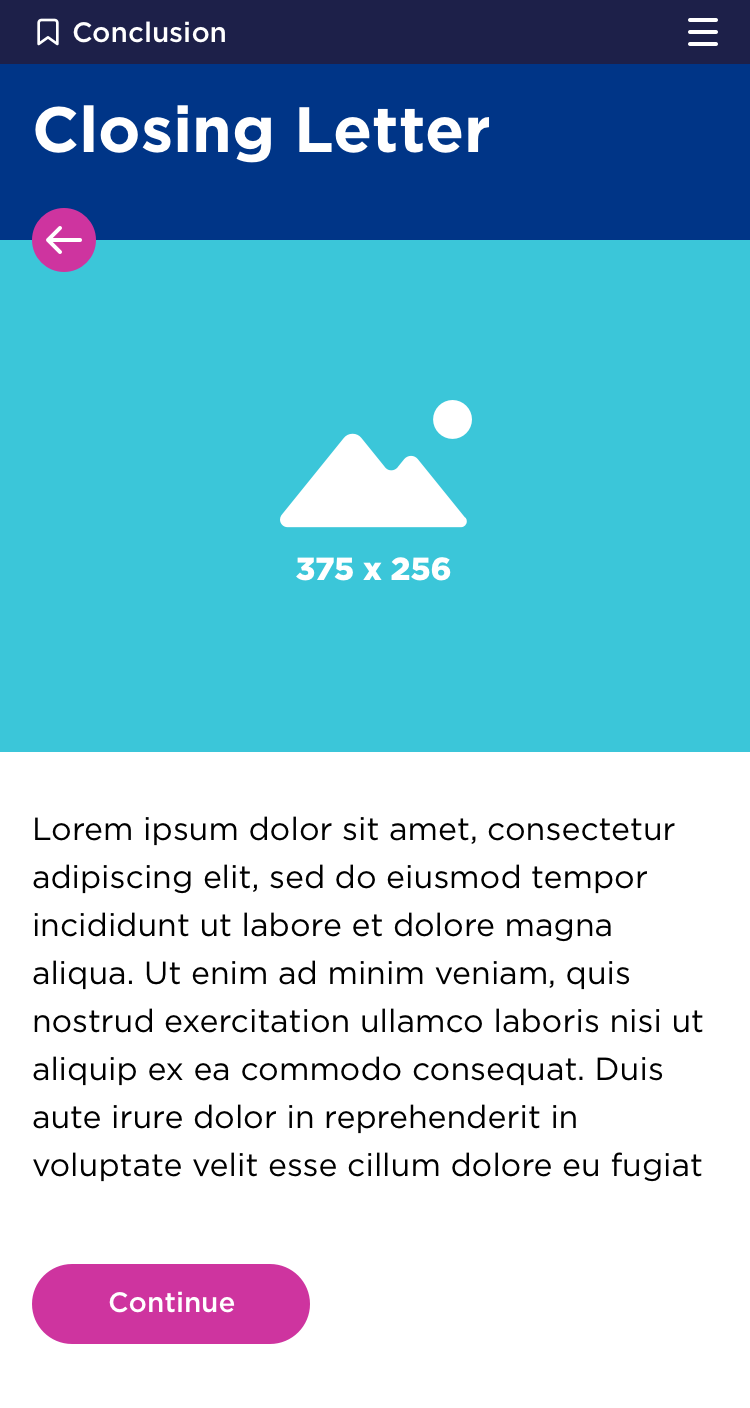 Conclusion
Closing Letter
375 x 256
Lorem ipsum dolor sit amet, consectetur
adipiscing elit, sed do eiusmod tempor
incididunt ut labore et dolore magna
aliqua. Ut enim ad minim veniam, quis
nostrud exercitation ullamco laboris nisi ut
aliquip ex ea commodo consequat. Duis
aute irure dolor in reprehenderit in
voluptate velit esse cillum dolore eu fugiat
Continue